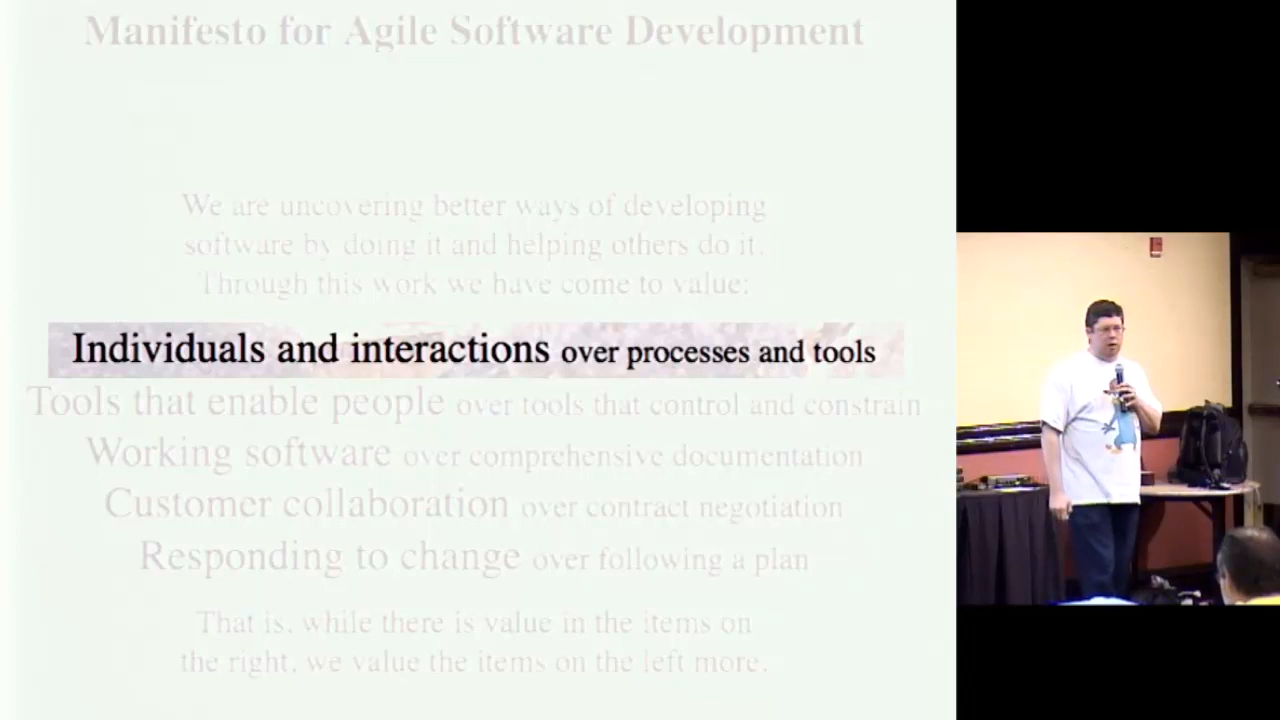 Manifesto for Agile Software Development
We are uncovering better ways of developing
software by doing it and helping others do it.
Through this work we have come to value:
Individuals and interactions over processes and tools
Tools that enable people over tools that control and constrain
Working software over comprehensive documentation
Customer collaboration over contract negotiation
Responding to change over following a plan
That is, while there is value in the items on
the right, we value the items on the left more.